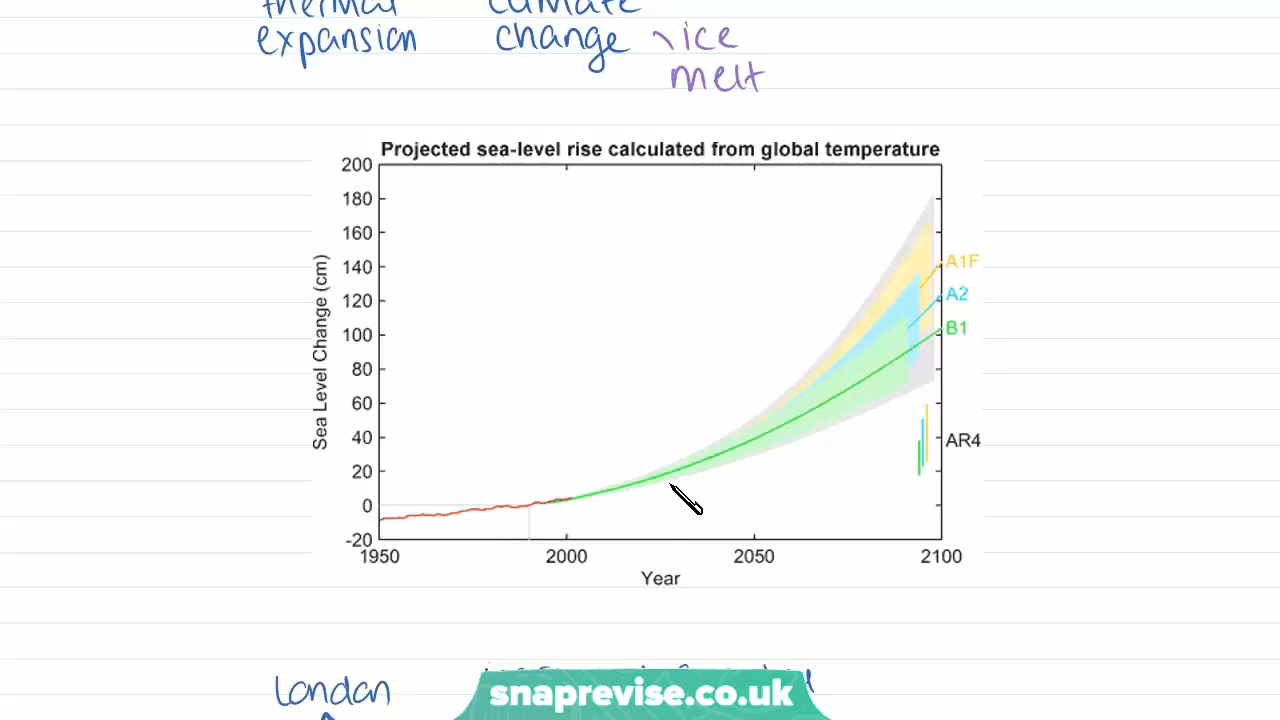 thermal climate
expansion change ice
melt
Projected sea-level rise calculated from global temperature
200
180
160
140
120
100
80
60
40
20
0
-20
Sea Level Change (cm)
A1F
A2
B1
AR4
1950 2000 2050 2100
Year
London
snaprevise.co.uk